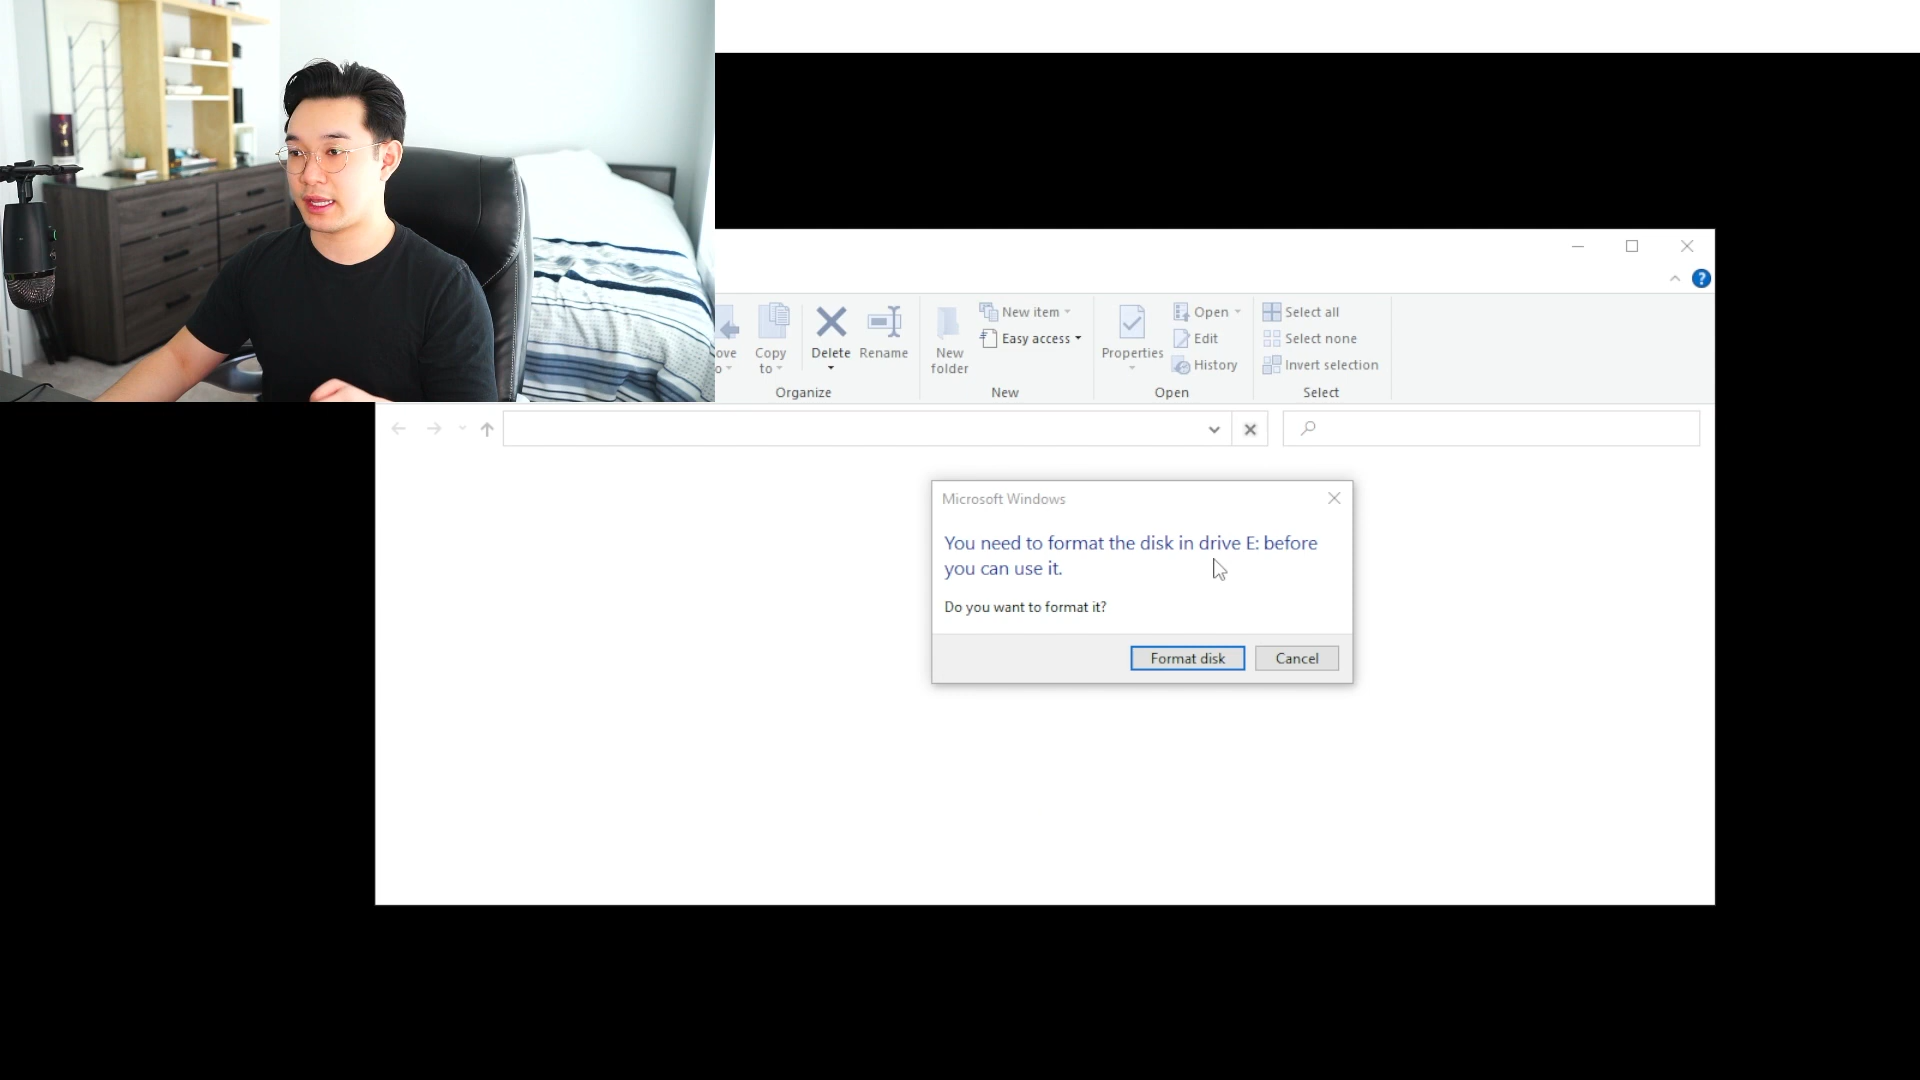 ?
ove
o
Copy
to
Delete
Rename
Organize
New
folder
New item
Easy access
New
Properties
Open
Edit
History
Open
Select all
Select none
Invert selection
Select
Microsoft Windows
You need to format the disk in drive E: before
you can use it.
Do you want to format it?
Format disk
Cancel